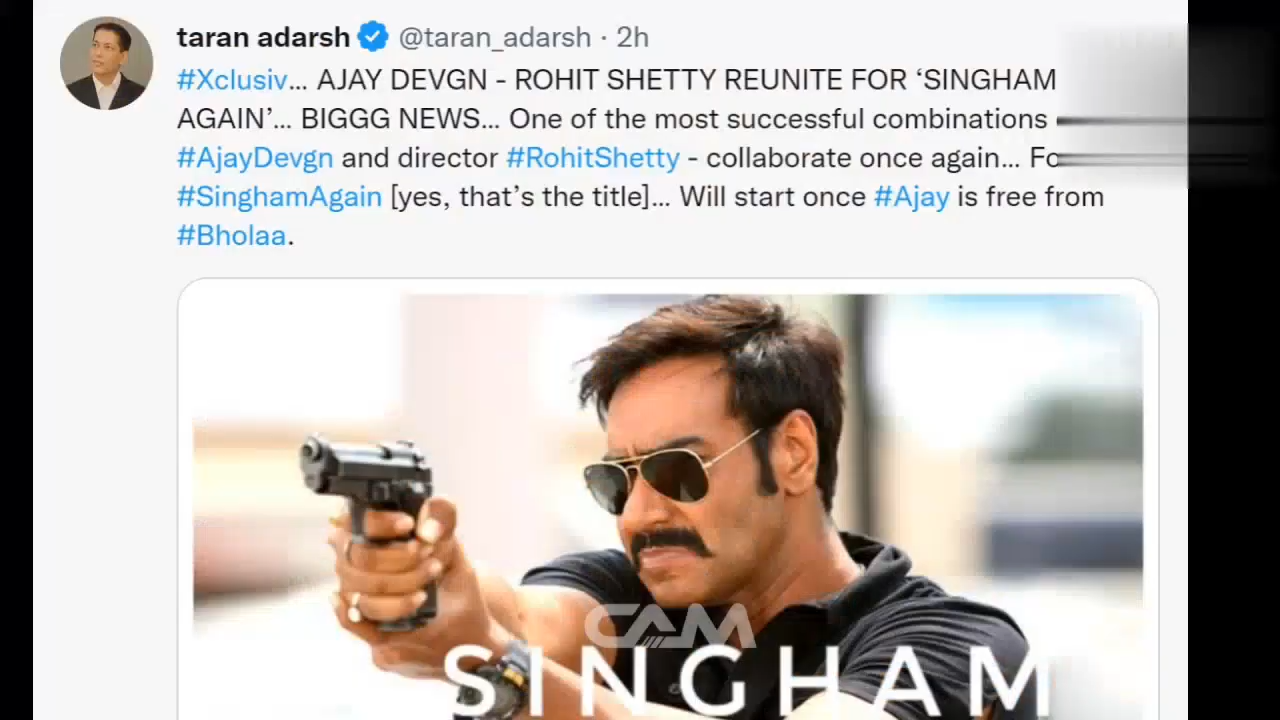 taran adarsh @taran_adarsh · 2h
#Xclusiv... AJAY DEVGN - ROHIT SHETTY REUNITE FOR ‘SINGHAM
AGAIN’... BIGGG NEWS... One of the most successful combinations
#AjayDevgn and director #RohitShetty - collaborate once again...
#SinghamAgain [yes, that’s the title]... Will start once #Ajay is free from
#Bholaa.
CAM
SINGHAM